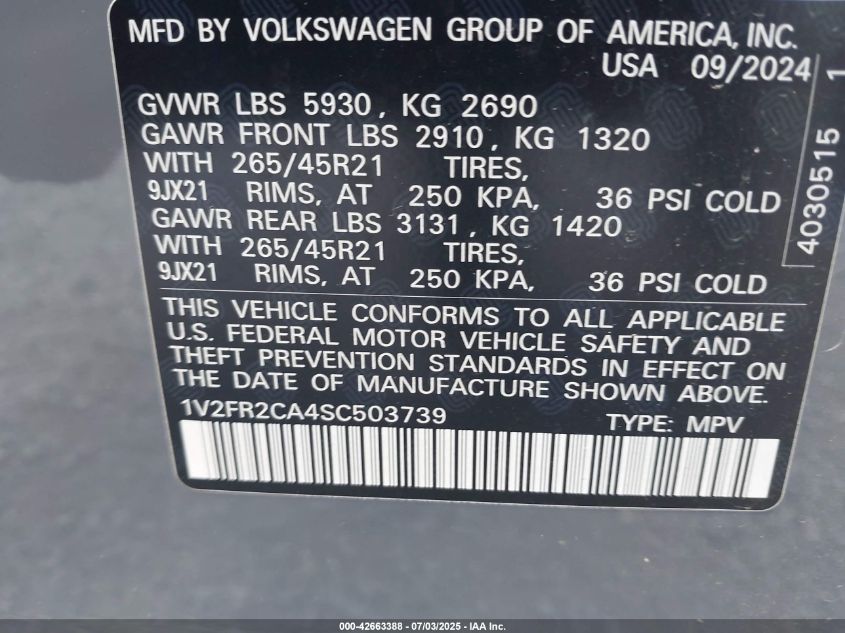 MFD BY VOLKSWAGEN GROUP OF AMERICA, INC.
USA 09/2024
GVWR LBS 5930, KG 2690
GAWR FRONT LBS 2910, KG 1320
WITH 265/45R21 TIRES,
9JX21 RIMS, AT 250 KPA, 36 PSI COLD
GAWR REAR LBS 3131, KG 1420
WITH 265/45R21 TIRES,
9JX21 RIMS, AT 250 KPA, 36 PSI COLD
4030515 1
THIS VEHICLE CONFORMS TO ALL APPLICABLE
U.S. FEDERAL MOTOR VEHICLE SAFETY AND
THEFT PREVENTION STANDARDS IN EFFECT ON
THE DATE OF MANUFACTURE SHOWN ABOVE.
1V2FR2CA4SC503739 TYPE: MPV
000-42663388 - 07/03/2025 - IAA Inc.